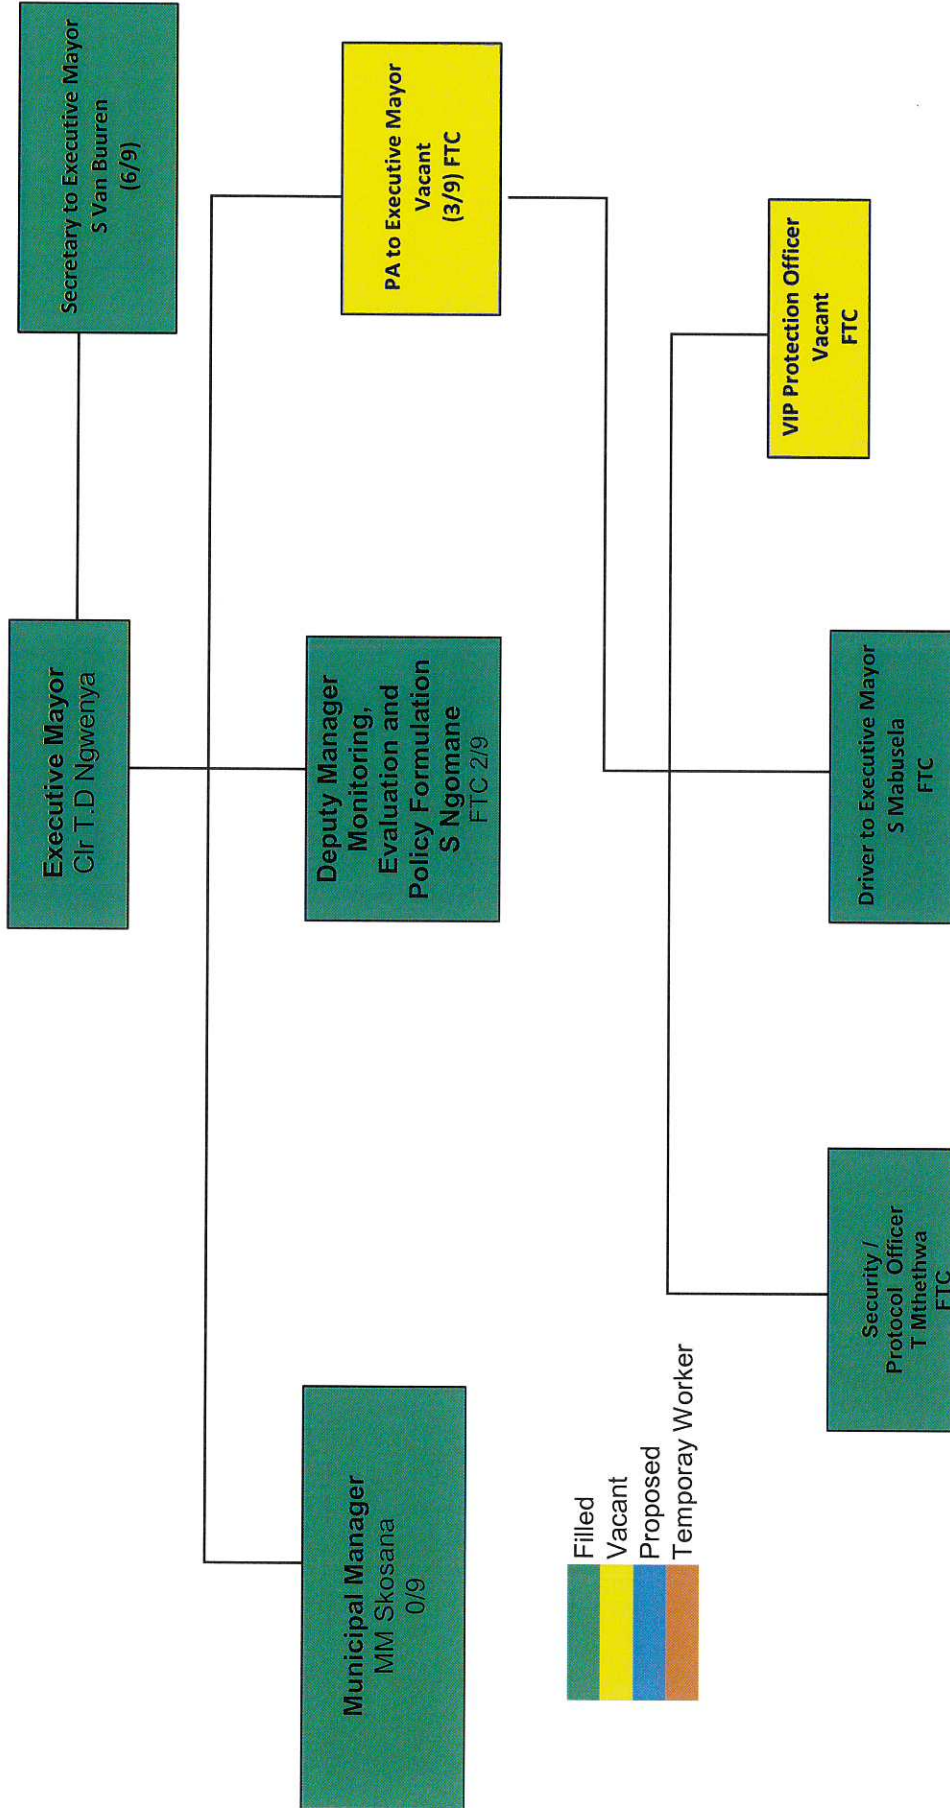 Executive Mayor
Clr T.D Ngwenya
Secretary to Executive Mayor
S Van Buuren
(6/9)
Municipal Manager
MM Skosana
0/9
Deputy Manager
Monitoring,
Evaluation and
Policy Formulation
S Ngomane
FTC 2/9
PA to Executive Mayor
Vacant
(3/9) FTC
Security /
Protocol Officer
T Mthethwa
FTC
Driver to Executive Mayor
S Mabusela
FTC
VIP Protection Officer
Vacant
FTC
Filled
Vacant
Proposed
Temporay Worker